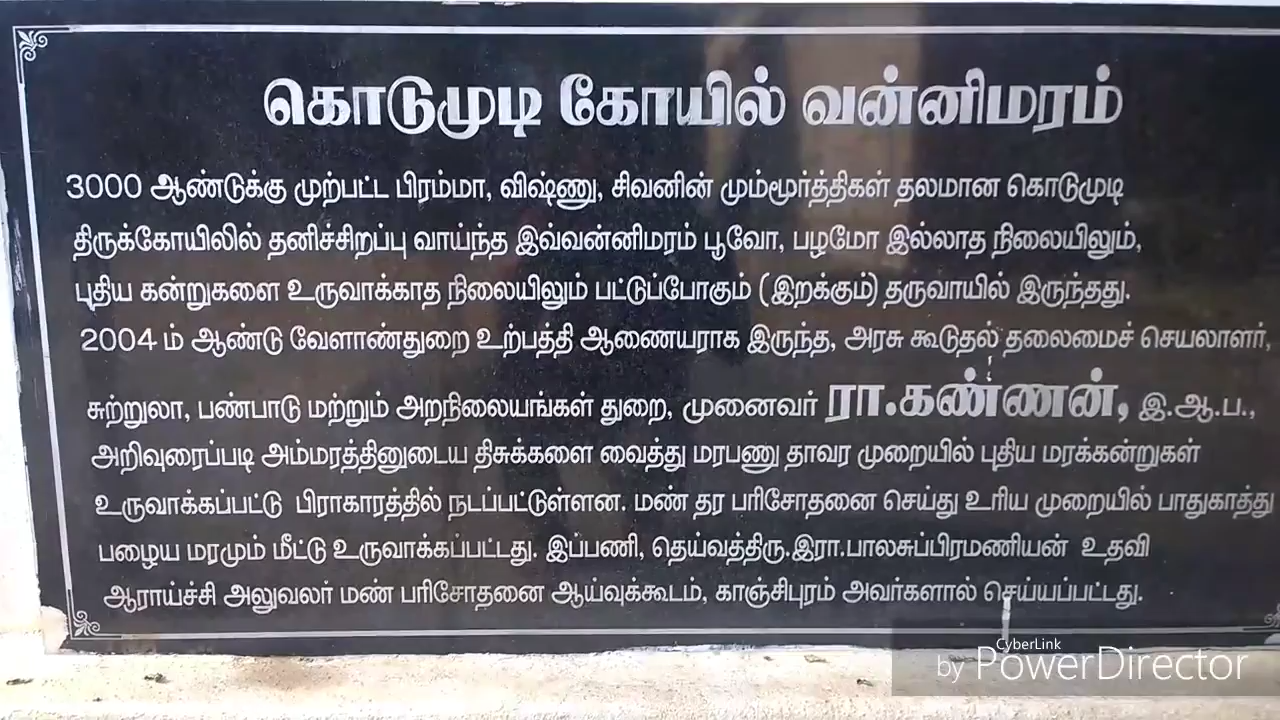 கொடுமுடி கோயில் வன்னிமரம்
3000 ஆண்டுக்கு முற்பட்ட பிரம்மா, விஷ்ணு, சிவனின் மும்மூர்த்திகள் தலமான கொடுமுடி
திருக்கோயிலில் தனிச்சிறப்பு வாய்ந்த இவ்வன்னிமரம் பூவோ, பழமோ இல்லாத நிலையிலும்,
புதிய கன்றுகளை உருவாக்காத நிலையிலும் பட்டுப்போகும் (இறக்கும்) தருவாயில் இருந்தது.
2004 ம் ஆண்டு வேளாண்துறை உற்பத்தி ஆணையராக இருந்த, அரசு கூடுதல் தலைமைச் செயலாளர்,
சுற்றுலா, பண்பாடு மற்றும் அறநிலையங்கள் துறை, முனைவர் ரா.கண்ணன், இ.ஆ.ப.,
அறிவுரைப்படி அம்மரத்தினுடைய திசுக்களை வைத்து மரபணு தாவர முறையில் புதிய மரக்கன்றுகள்
உருவாக்கப்பட்டு பிராகாரத்தில் நடப்பட்டுள்ளன. மண் தர பரிசோதனை செய்து உரிய முறையில் பாதுகாத்து
பழைய மரமும் மீட்டு உருவாக்கப்பட்டது. இப்பணி, தெய்வத்திரு.இரா.பாலசுப்பிரமணியன் உதவி
ஆராய்ச்சி அலுவலர் மண் பரிசோதனை ஆய்வுக்கூடம், காஞ்சிபுரம் அவர்களால் செய்யப்பட்டது.
CyberLink
by PowerDirector